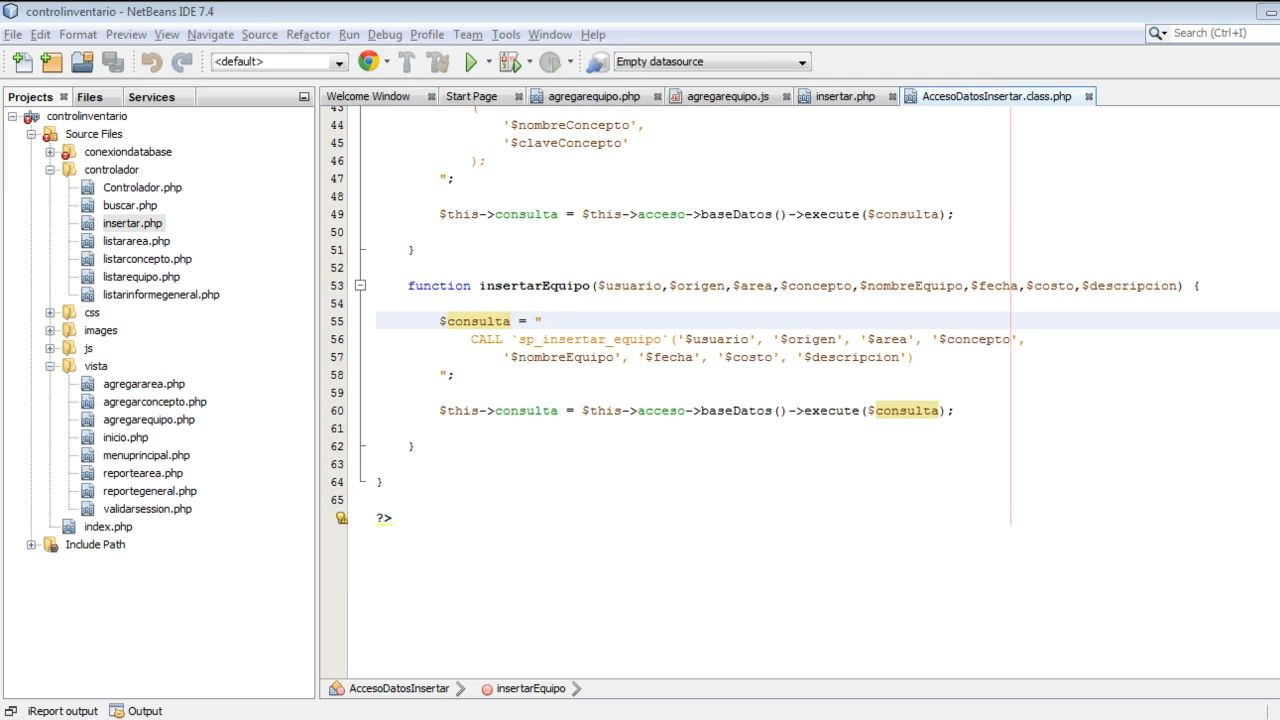 controlinventario - NetBeans IDE 7.4
File Edit Format Preview View Navigate Source Refactor Run Debug Profile Team Tools Window Help
Search (Ctrl+I)
<default>
Empty datasource
Projects Files Services
Welcome Window Start Page agregarequipo.php agregarequipo.js insertar.php AccesoDatosInsertar.class.php
controlinventario
Source Files
conexiondatabase
controlador
Controlador.php
buscar.php
insertar.php
listararea.php
listarconcepto.php
listarequipo.php
listarinformegeneral.php
css
images
js
vista
agregararea.php
agregarconcepto.php
agregarequipo.php
inicio.php
menuprincipal.php
reportearea.php
reportegeneral.php
validarsession.php
index.php
Include Path
43 (
44 '$nombreConcepto',
45 '$claveConcepto'
46 );
47 ";
48
49 $this->consulta = $this->acceso->baseDatos()->execute($consulta);
50
51 }
52
53 function insertarEquipo($usuario,$origen,$area,$concepto,$nombreEquipo,$fecha,$costo,$descripcion) {
54
55 $consulta = "
56 CALL `sp_insertar_equipo`('$usuario', '$origen', '$area', '$concepto',
57 '$nombreEquipo', '$fecha', '$costo', '$descripcion')
58 ";
59
60 $this->consulta = $this->acceso->baseDatos()->execute($consulta);
61
62 }
63
64 }
65
?>
AccesoDatosInsertar insertarEquipo
iReport output Output